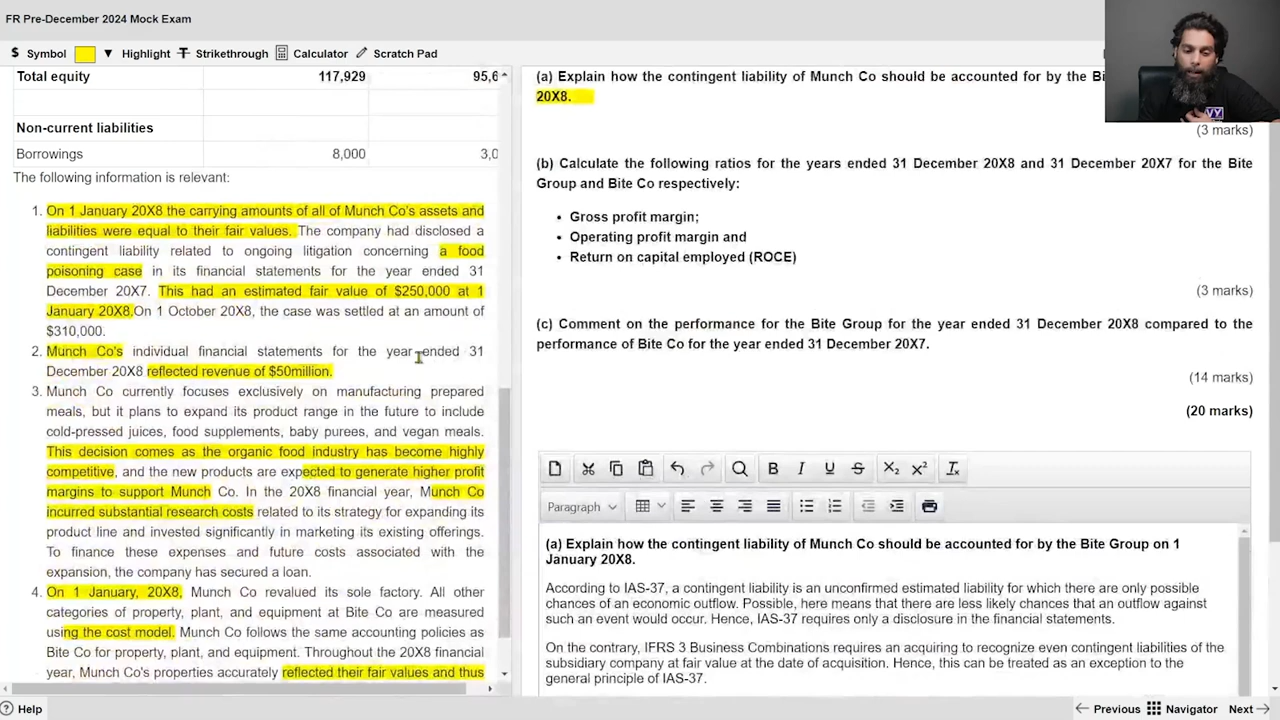 FR Pre-December 2024 Mock Exam
$ Symbol
Highlight
Strikethrough
Calculator
Scratch Pad
Total equity 117,929 95,6
Non-current liabilities
Borrowings 8,000 3,0
The following information is relevant:
1. On 1 January 20X8 the carrying amounts of all of Munch Co's assets and
liabilities were equal to their fair values. The company had disclosed a
contingent liability related to ongoing litigation concerning a food
poisoning case in its financial statements for the year ended 31
December 20X7. This had an estimated fair value of $250,000 at 1
January 20X8.On 1 October 20X8, the case was settled at an amount of
$310,000.
2. Munch Co's individual financial statements for the year ended 31
December 20X8 reflected revenue of $50million.
3. Munch Co currently focuses exclusively on manufacturing prepared
meals, but it plans to expand its product range in the future to include
cold-pressed juices, food supplements, baby purees, and vegan meals.
This decision comes as the organic food industry has become highly
competitive, and the new products are expected to generate higher profit
margins to support Munch Co. In the 20X8 financial year, Munch Co
incurred substantial research costs related to its strategy for expanding its
product line and invested significantly in marketing its existing offerings.
To finance these expenses and future costs associated with the
expansion, the company has secured a loan.
4. On 1 January, 20X8, Munch Co revalued its sole factory. All other
categories of property, plant, and equipment at Bite Co are measured
using the cost model. Munch Co follows the same accounting policies as
Bite Co for property, plant, and equipment. Throughout the 20X8 financial
year, Munch Co's properties accurately reflected their fair values and thus
(a) Explain how the contingent liability of Munch Co should be accounted for by the Bi
20X8.
(3 marks)
(b) Calculate the following ratios for the years ended 31 December 20X8 and 31 December 20X7 for the Bite
Group and Bite Co respectively:
• Gross profit margin;
• Operating profit margin and
• Return on capital employed (ROCE)
(3 marks)
(c) Comment on the performance for the Bite Group for the year ended 31 December 20X8 compared to the
performance of Bite Co for the year ended 31 December 20X7.
(14 marks)
(20 marks)
B I U S X₂ X² Tx
Paragraph
(a) Explain how the contingent liability of Munch Co should be accounted for by the Bite Group on 1
January 20X8.
According to IAS-37, a contingent liability is an unconfirmed estimated liability for which there are only possible
chances of an economic outflow. Possible, here means that there are less likely chances that an outflow against
such an event would occur. Hence, IAS-37 requires only a disclosure in the financial statements.
On the contrary, IFRS 3 Business Combinations requires an acquiring to recognize even contingent liabilities of the
subsidiary company at fair value at the date of acquisition. Hence, this can be treated as an exception to the
general principle of IAS-37.
Help
Previous
Navigator
Next